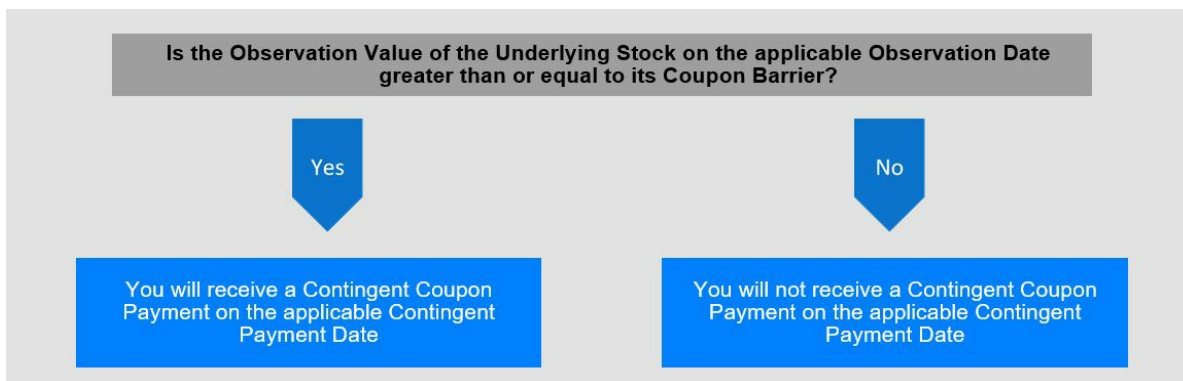 Is the Observation Value of the Underlying Stock on the applicable Observation Date
greater than or equal to its Coupon Barrier?
Yes
No
You will receive a Contingent Coupon
Payment on the applicable Contingent
Payment Date
You will not receive a Contingent Coupon
Payment on the applicable Contingent
Payment Date